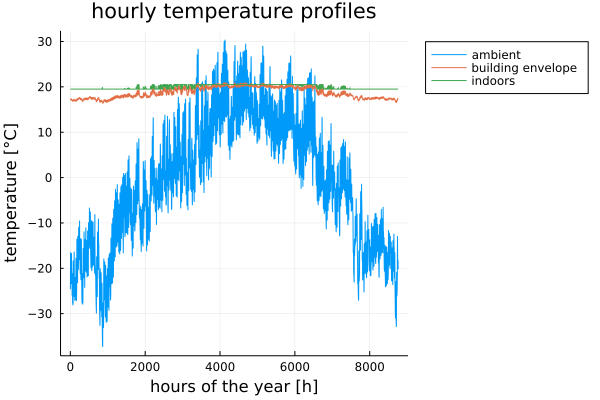 hourly temperature profiles
ambient
building envelope
indoors
temperature [°C]
30
20
10
0
−10
−20
−30
0
2000
4000
6000
8000
hours of the year [h]